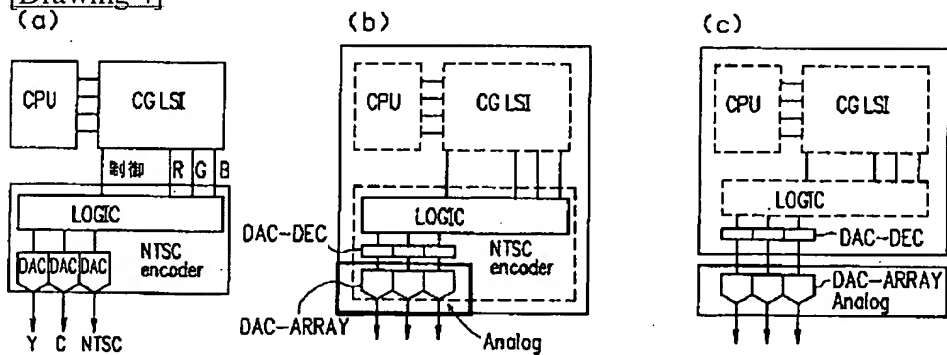 [Drawing 4]
(a)
CPU
CG LSI
制御 R G B
LOGIC
DAC DAC DAC
NTSC
encoder
Y C NTSC
(b)
CPU
CG LSI
LOGIC
DAC-DEC
NTSC
encoder
DAC-ARRAY
Analog
(c)
CPU
CG LSI
LOGIC
DAC-DEC
DAC-ARRAY
Analog